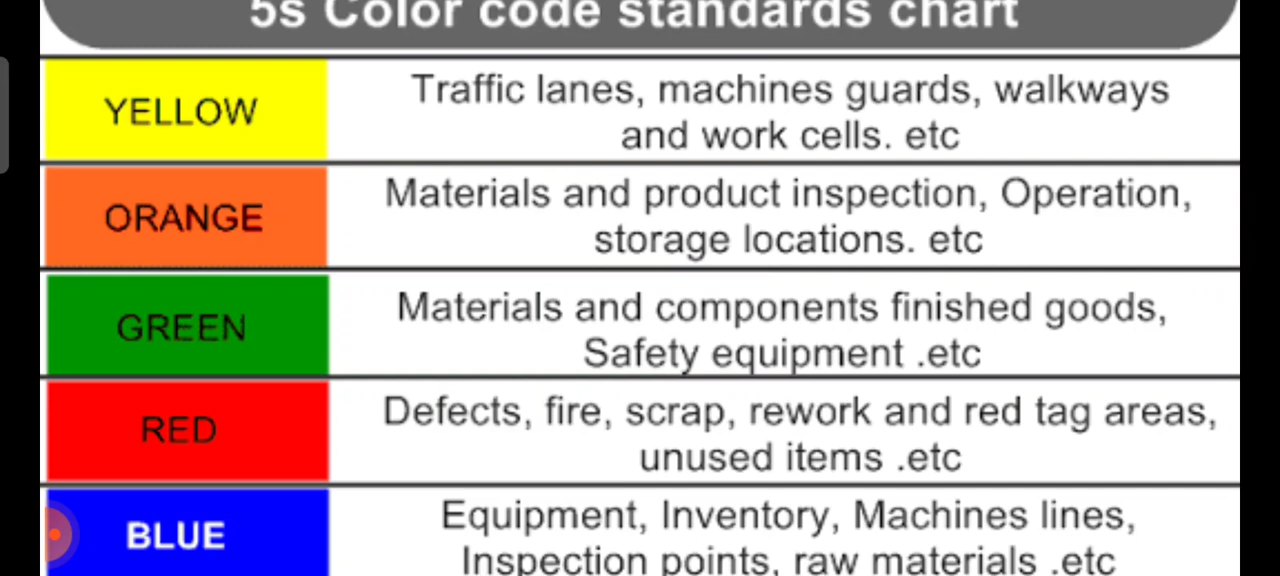 5s Color code standards chart
YELLOW
Traffic lanes, machines guards, walkways
and work cells. etc
ORANGE
Materials and product inspection, Operation,
storage locations. etc
GREEN
Materials and components finished goods,
Safety equipment .etc
RED
Defects, fire, scrap, rework and red tag areas,
unused items .etc
BLUE
Equipment, Inventory, Machines lines,
Inspection points, raw materials .etc